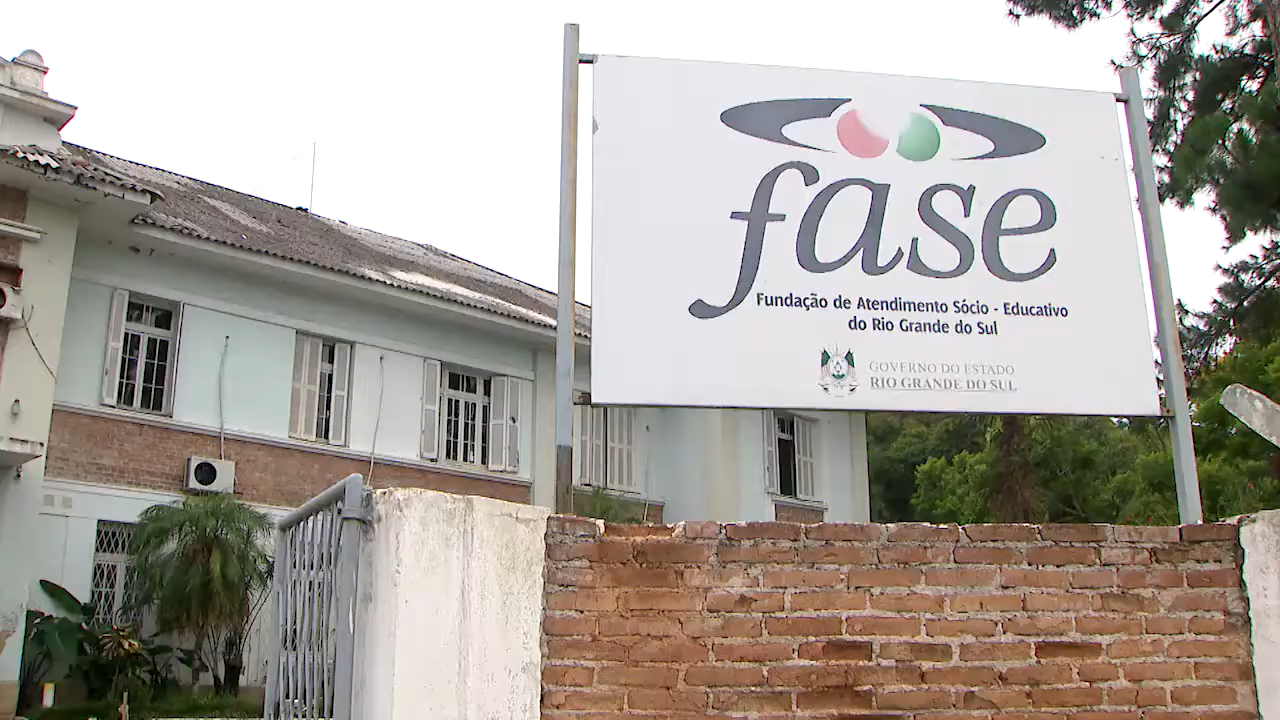 fase
Fundação de Atendimento Sócio - Educativo
do Rio Grande do Sul
GOVERNO DO ESTADO
RIO GRANDE DO SUL